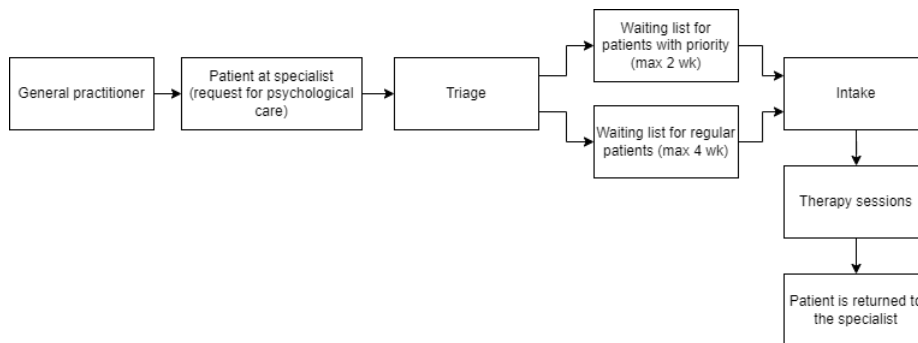 General practitioner
Patient at specialist
(request for psychological
care)
Triage
Waiting list for
patients with priority
(max 2 wk)
Waiting list for regular
patients (max 4 wk)
Intake
Therapy sessions
Patient is returned to
the specialist